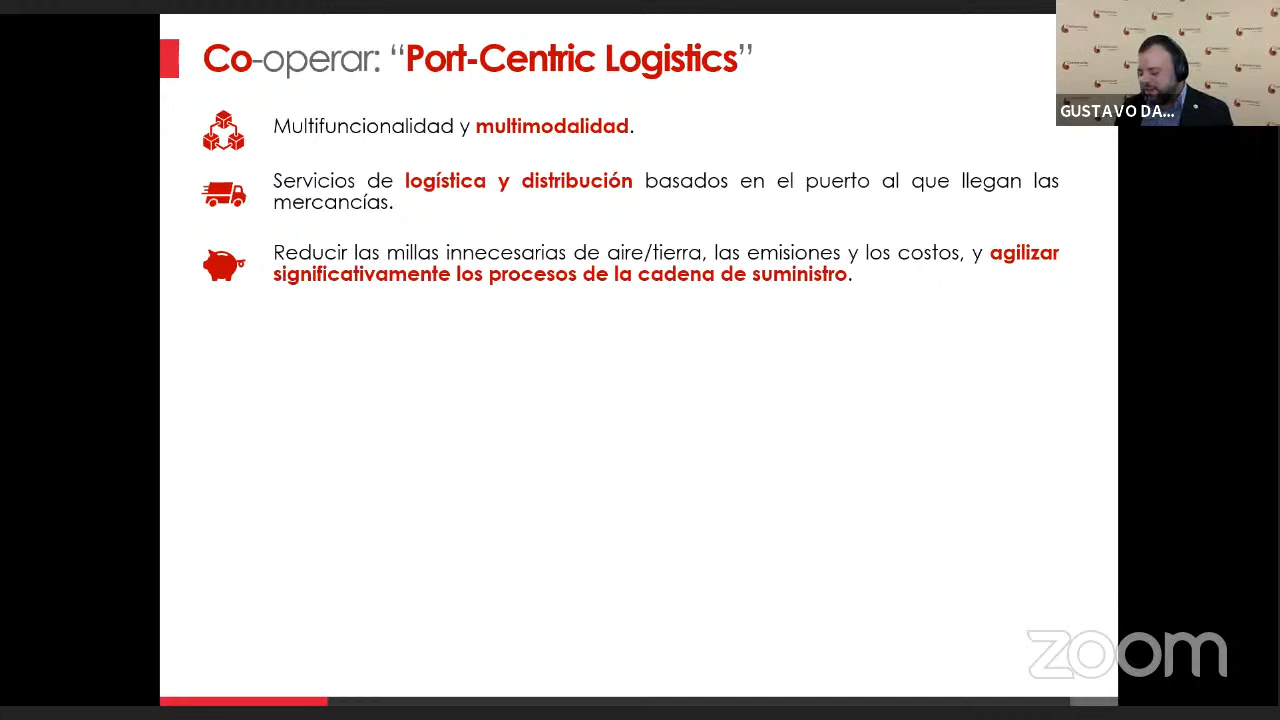 Co-operar: “Port-Centric Logistics”
Multifuncionalidad y multimodalidad.
Servicios de logística y distribución basados en el puerto al que llegan las
mercancías.
Reducir las millas innecesarias de aire/tierra, las emisiones y los costos, y agilizar
significativamente los procesos de la cadena de suministro.
GUSTAVO DA...
zoom